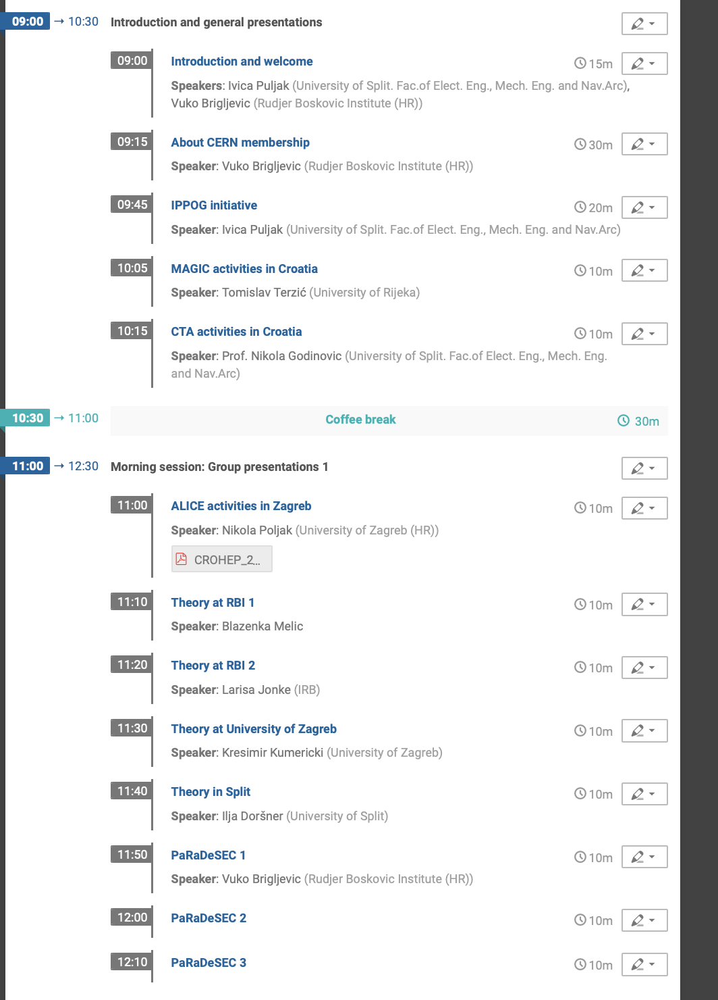 09:00 → 10:30 Introduction and general presentations
09:00 Introduction and welcome 15m
Speakers: Ivica Puljak (University of Split. Fac.of Elect. Eng., Mech. Eng. and Nav.Arc),
Vuko Brigljevic (Rudjer Boskovic Institute (HR))
09:15 About CERN membership 30m
Speaker: Vuko Brigljevic (Rudjer Boskovic Institute (HR))
09:45 IPPOG initiative 20m
Speaker: Ivica Puljak (University of Split. Fac.of Elect. Eng., Mech. Eng. and Nav.Arc)
10:05 MAGIC activities in Croatia 10m
Speaker: Tomislav Terzić (University of Rijeka)
10:15 CTA activities in Croatia 10m
Speaker: Prof. Nikola Godinovic (University of Split. Fac.of Elect. Eng., Mech. Eng.
and Nav.Arc)
10:30 → 11:00 Coffee break 30m
11:00 → 12:30 Morning session: Group presentations 1
11:00 ALICE activities in Zagreb 10m
Speaker: Nikola Poljak (University of Zagreb (HR))
CROHEP_2...
11:10 Theory at RBI 1 10m
Speaker: Blazenka Melic
11:20 Theory at RBI 2 10m
Speaker: Larisa Jonke (IRB)
11:30 Theory at University of Zagreb 10m
Speaker: Kresimir Kumericki (University of Zagreb)
11:40 Theory in Split 10m
Speaker: Ilja Doršner (University of Split)
11:50 PaRaDeSEC 1 10m
Speaker: Vuko Brigljevic (Rudjer Boskovic Institute (HR))
12:00 PaRaDeSEC 2 10m
12:10 PaRaDeSEC 3 10m